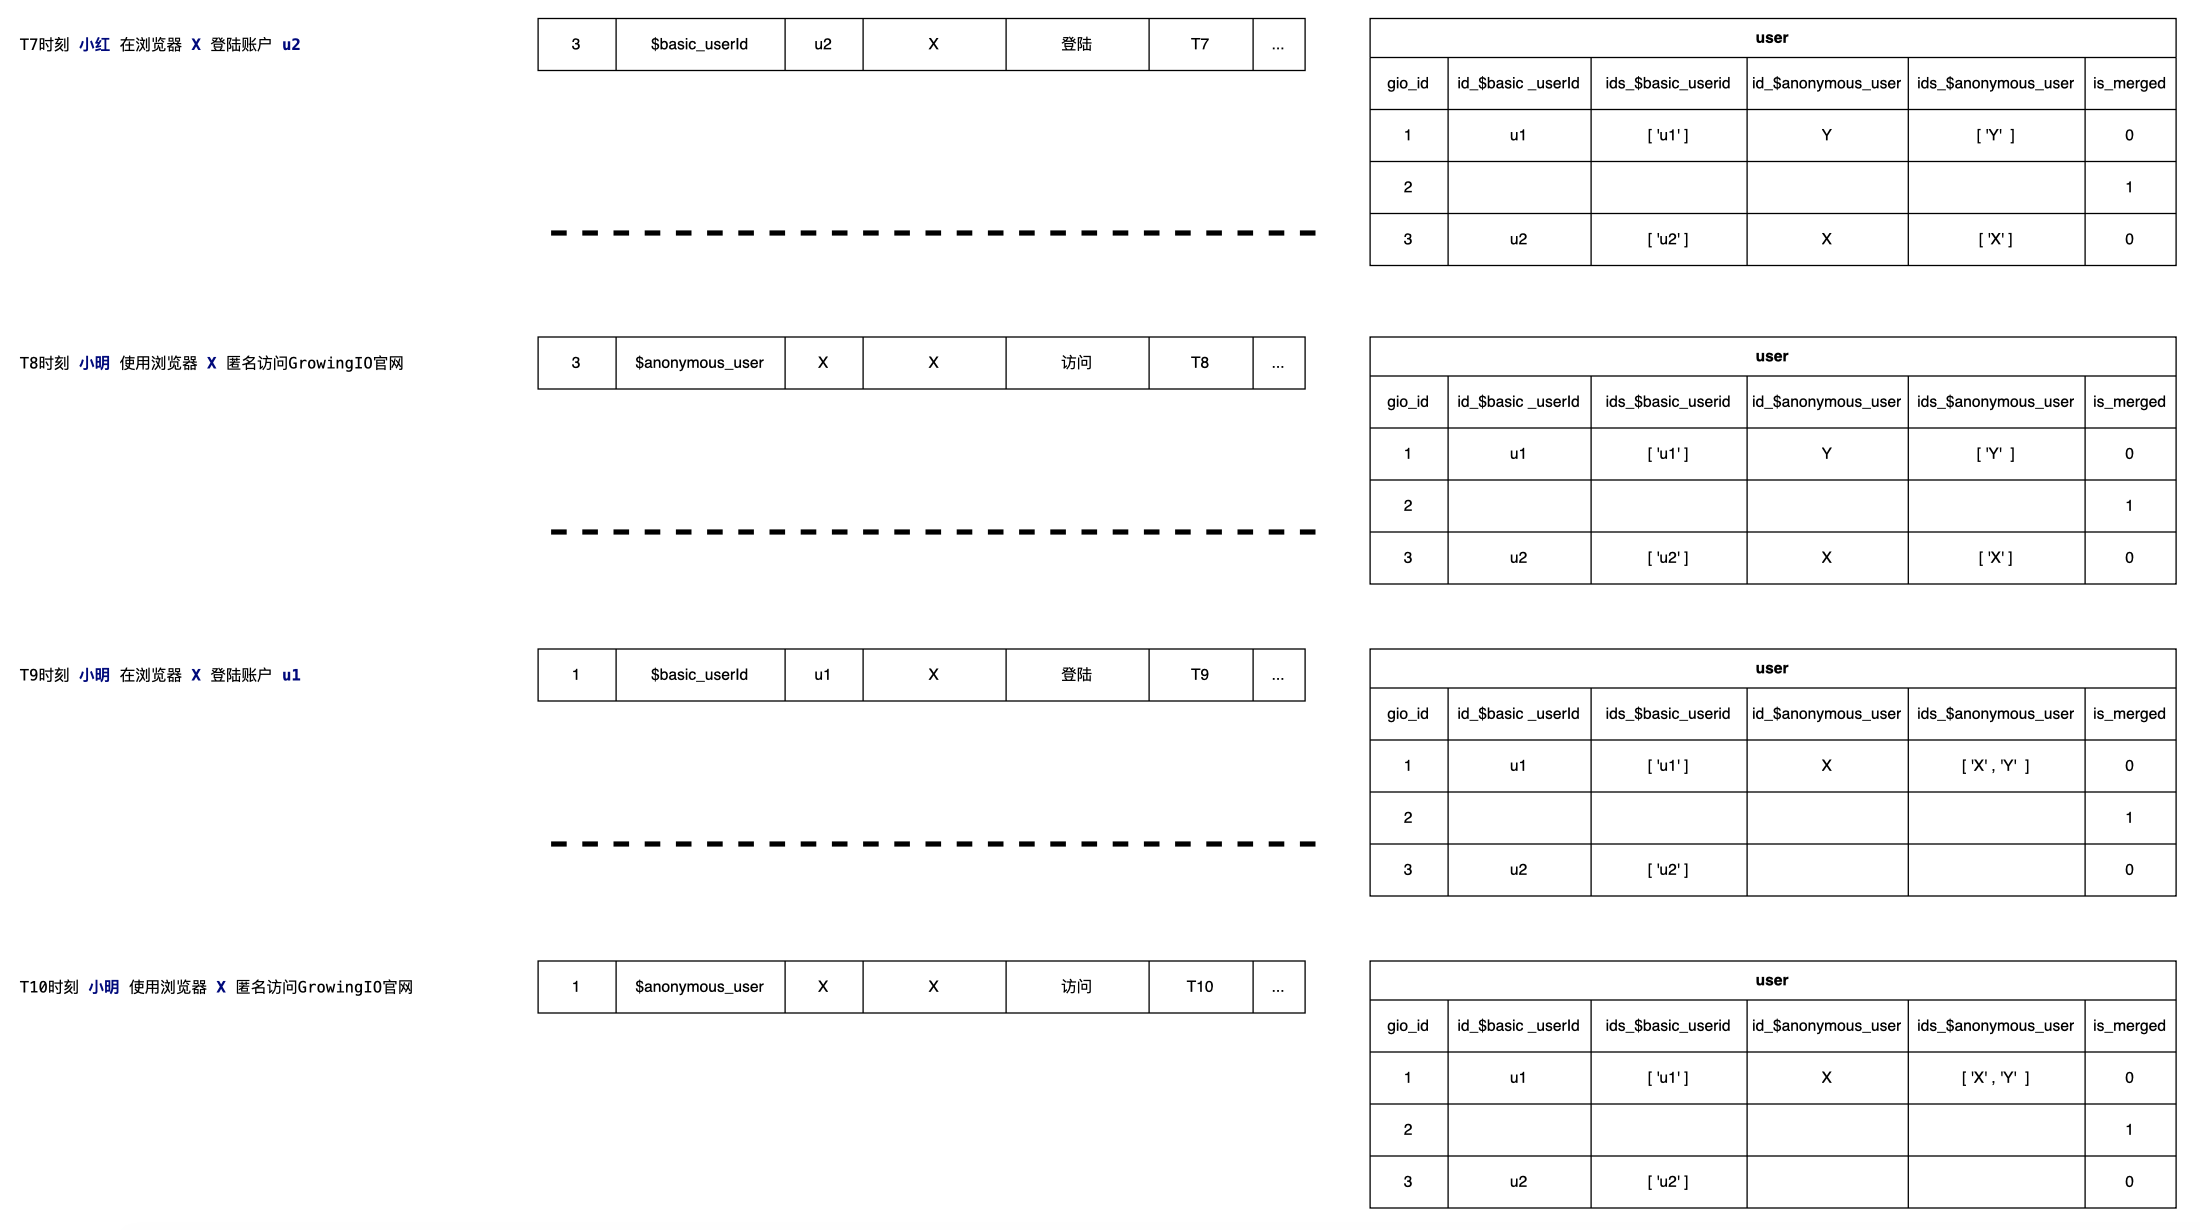 T7时刻 小红 在浏览器 X 登陆账户 u2
3 $basic_userId u2 X 登陆 T7 ...
user
gio_id id_$basic _userId ids_$basic_userid id_$anonymous_user ids_$anonymous_user is_merged
1 u1 [ 'u1' ] Y [ 'Y' ] 0
2 1
3 u2 [ 'u2' ] X [ 'X' ] 0
T8时刻 小明 使用浏览器 X 匿名访问GrowingIO官网
3 $anonymous_user X X 访问 T8 ...
user
gio_id id_$basic _userId ids_$basic_userid id_$anonymous_user ids_$anonymous_user is_merged
1 u1 [ 'u1' ] Y [ 'Y' ] 0
2 1
3 u2 [ 'u2' ] X [ 'X' ] 0
T9时刻 小明 在浏览器 X 登陆账户 u1
1 $basic_userId u1 X 登陆 T9 ...
user
gio_id id_$basic _userId ids_$basic_userid id_$anonymous_user ids_$anonymous_user is_merged
1 u1 [ 'u1' ] X [ 'X' , 'Y' ] 0
2 1
3 u2 [ 'u2' ] 0
T10时刻 小明 使用浏览器 X 匿名访问GrowingIO官网
1 $anonymous_user X X 访问 T10 ...
user
gio_id id_$basic _userId ids_$basic_userid id_$anonymous_user ids_$anonymous_user is_merged
1 u1 [ 'u1' ] X [ 'X' , 'Y' ] 0
2 1
3 u2 [ 'u2' ] 0